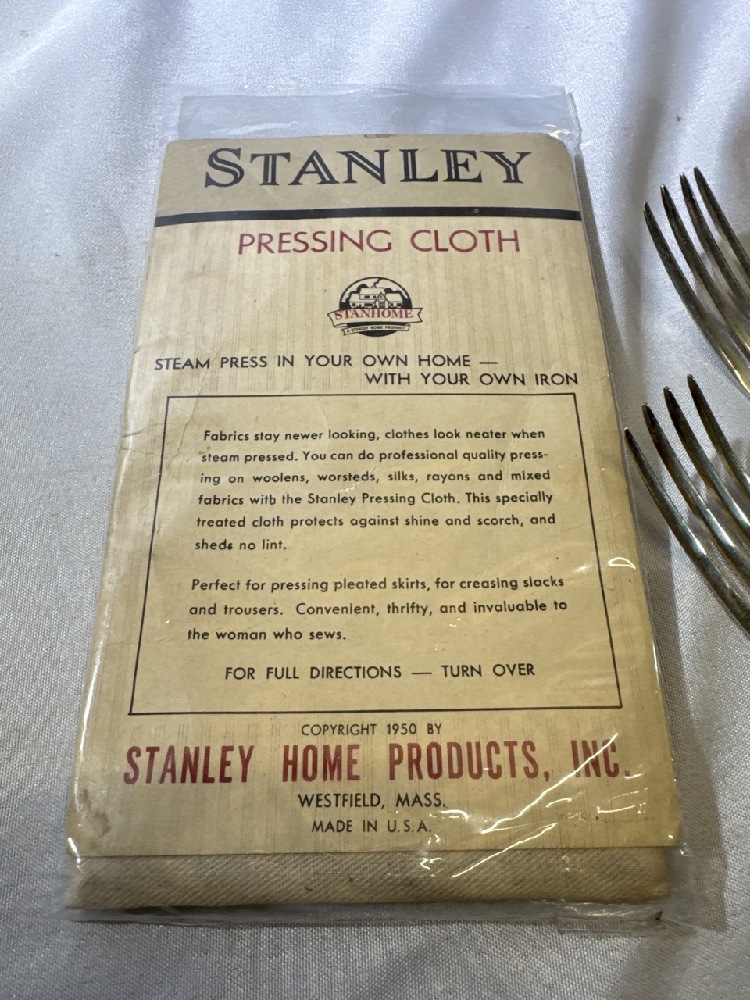 STANLEY
PRESSING CLOTH
STANHOME
A STANLEY HOME PRODUCT
STEAM PRESS IN YOUR OWN HOME —
WITH YOUR OWN IRON
Fabrics stay newer looking, clothes look neater when
steam pressed. You can do professional quality press-
ing on woolens, worsteds, silks, rayons and mixed
fabrics with the Stanley Pressing Cloth. This specially
treated cloth protects against shine and scorch, and
sheds no lint.
Perfect for pressing pleated skirts, for creasing slacks
and trousers. Convenient, thrifty, and invaluable to
the woman who sews.
FOR FULL DIRECTIONS — TURN OVER
COPYRIGHT 1950 BY
STANLEY HOME PRODUCTS, INC.
WESTFIELD, MASS.
MADE IN U.S.A.